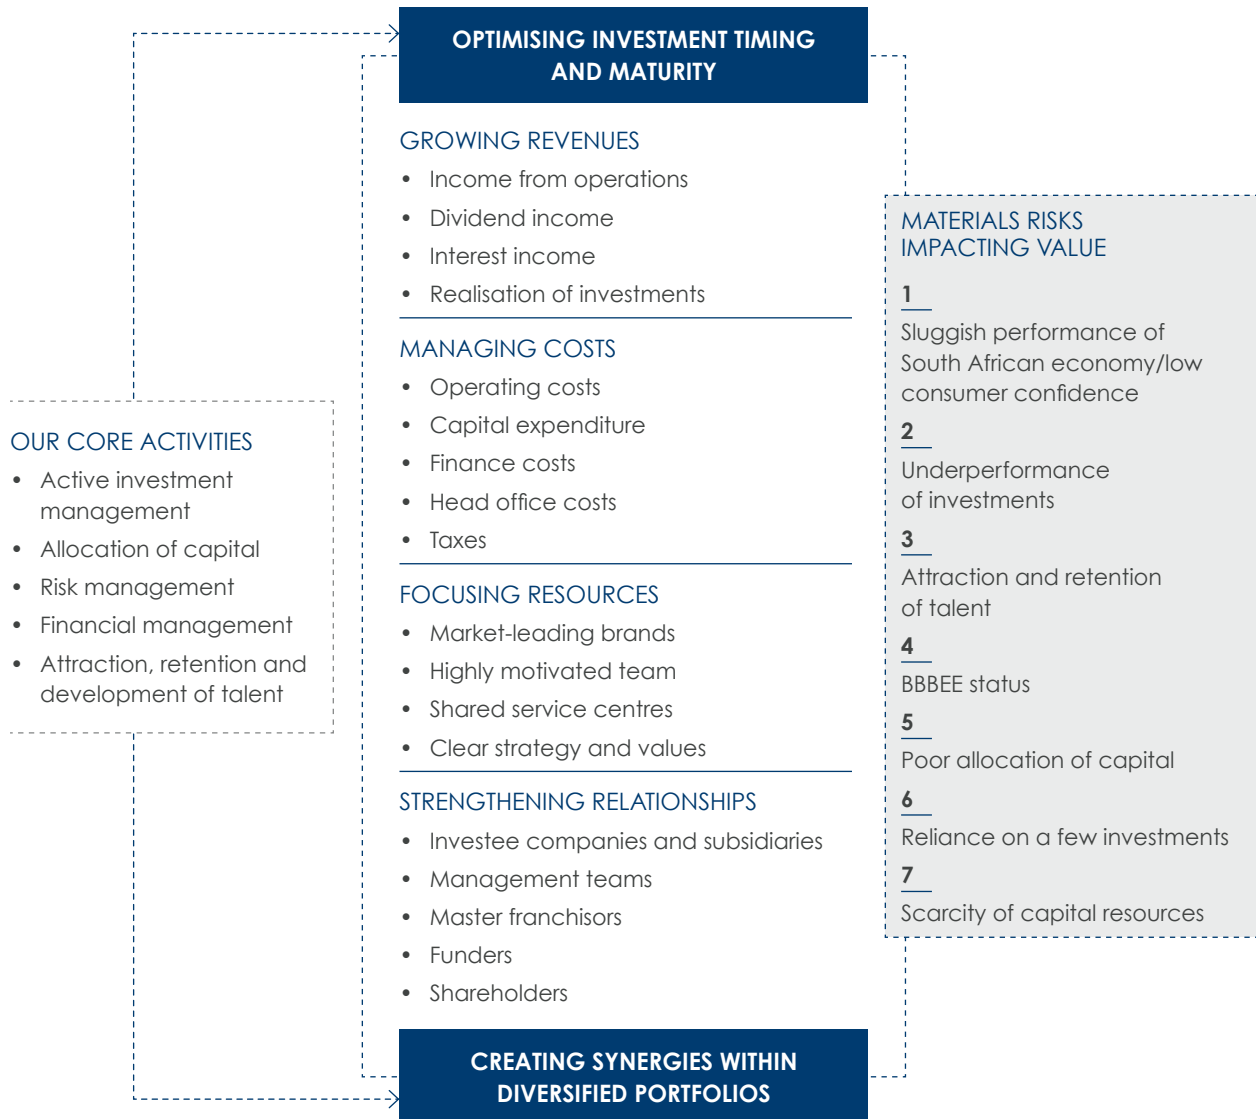 OPTIMISING INVESTMENT TIMING
AND MATURITY
GROWING REVENUES
• Income from operations
• Dividend income
• Interest income
• Realisation of investments
MANAGING COSTS
• Operating costs
• Capital expenditure
• Finance costs
• Head office costs
• Taxes
FOCUSING RESOURCES
• Market-leading brands
• Highly motivated team
• Shared service centres
• Clear strategy and values
STRENGTHENING RELATIONSHIPS
• Investee companies and subsidiaries
• Management teams
• Master franchisors
• Funders
• Shareholders
CREATING SYNERGIES WITHIN
DIVERSIFIED PORTFOLIOS
OUR CORE ACTIVITIES
• Active investment
management
• Allocation of capital
• Risk management
• Financial management
• Attraction, retention and
development of talent
MATERIALS RISKS
IMPACTING VALUE
1
Sluggish performance of
South African economy/low
consumer confidence
2
Underperformance
of investments
3
Attraction and retention
of talent
4
BBBEE status
5
Poor allocation of capital
6
Reliance on a few investments
7
Scarcity of capital resources